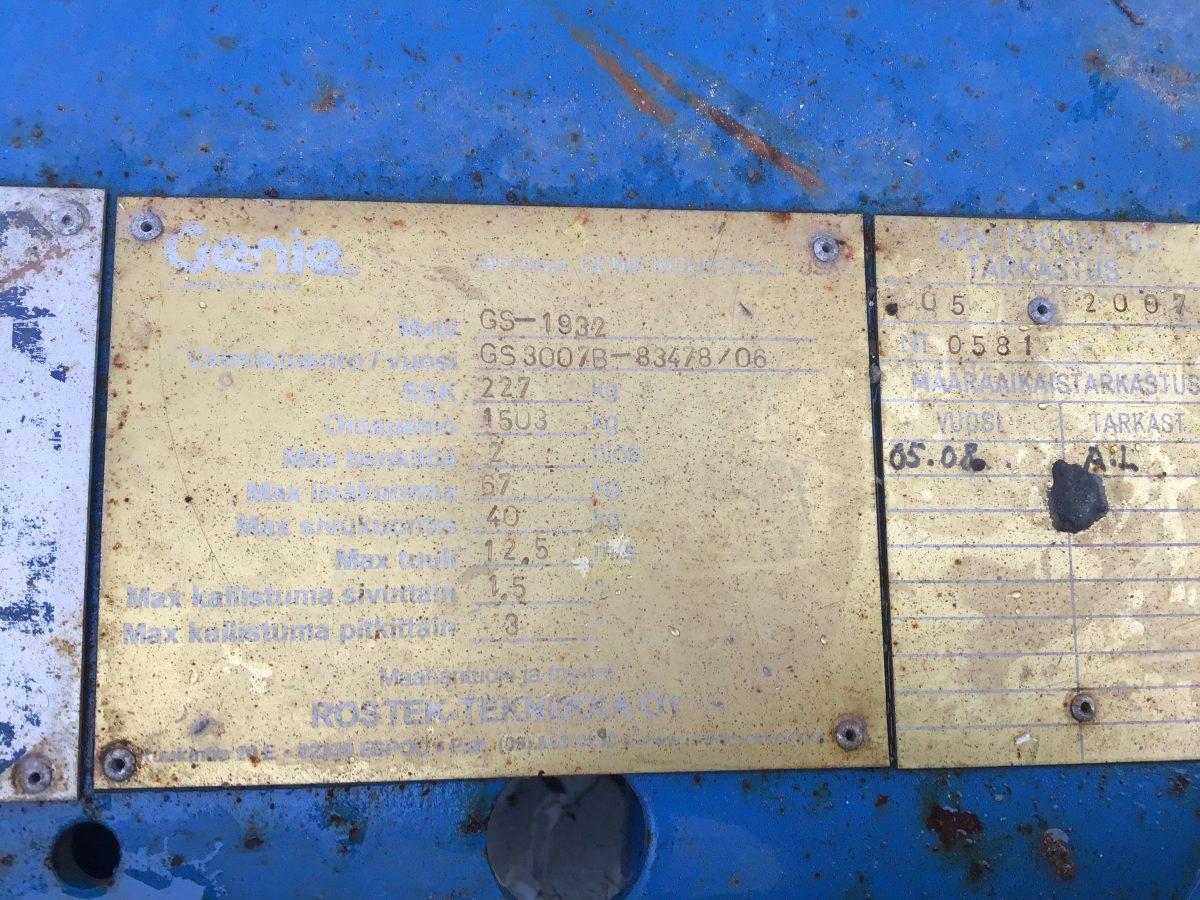 Genie
Valmistaja GENIE INDUSTRIES
Malli GS-1932
Valmistusnro / vuosi GS3007B-83478/06
SSK 227 kg
Omapaino 1503 kg
Max henkilöä 2 hlöä
Max lisäkuorma 67 kg
Max sivukuorma 40 kg
Max tuuli 12,5 m/s
Max kallistuma sivuttain 1,5 °
Max kallistuma pitkittäin 3 °
Maahantuoja ja myynti:
ROSTEK-TEKNIIKKA OY
ESPOO • Puh.
KÄYTTÖÖNOTTO-
TARKASTUS
05 2007
NT 0581
MÄÄRÄAIKAISTARKASTUS
VUOSI TARKAST.
05.08. A.L